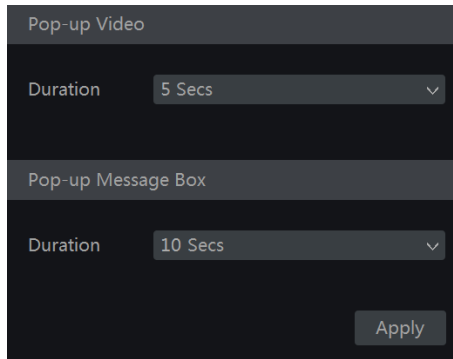 Pop-up Video
Duration 5 Secs
Pop-up Message Box
Duration 10 Secs
Apply